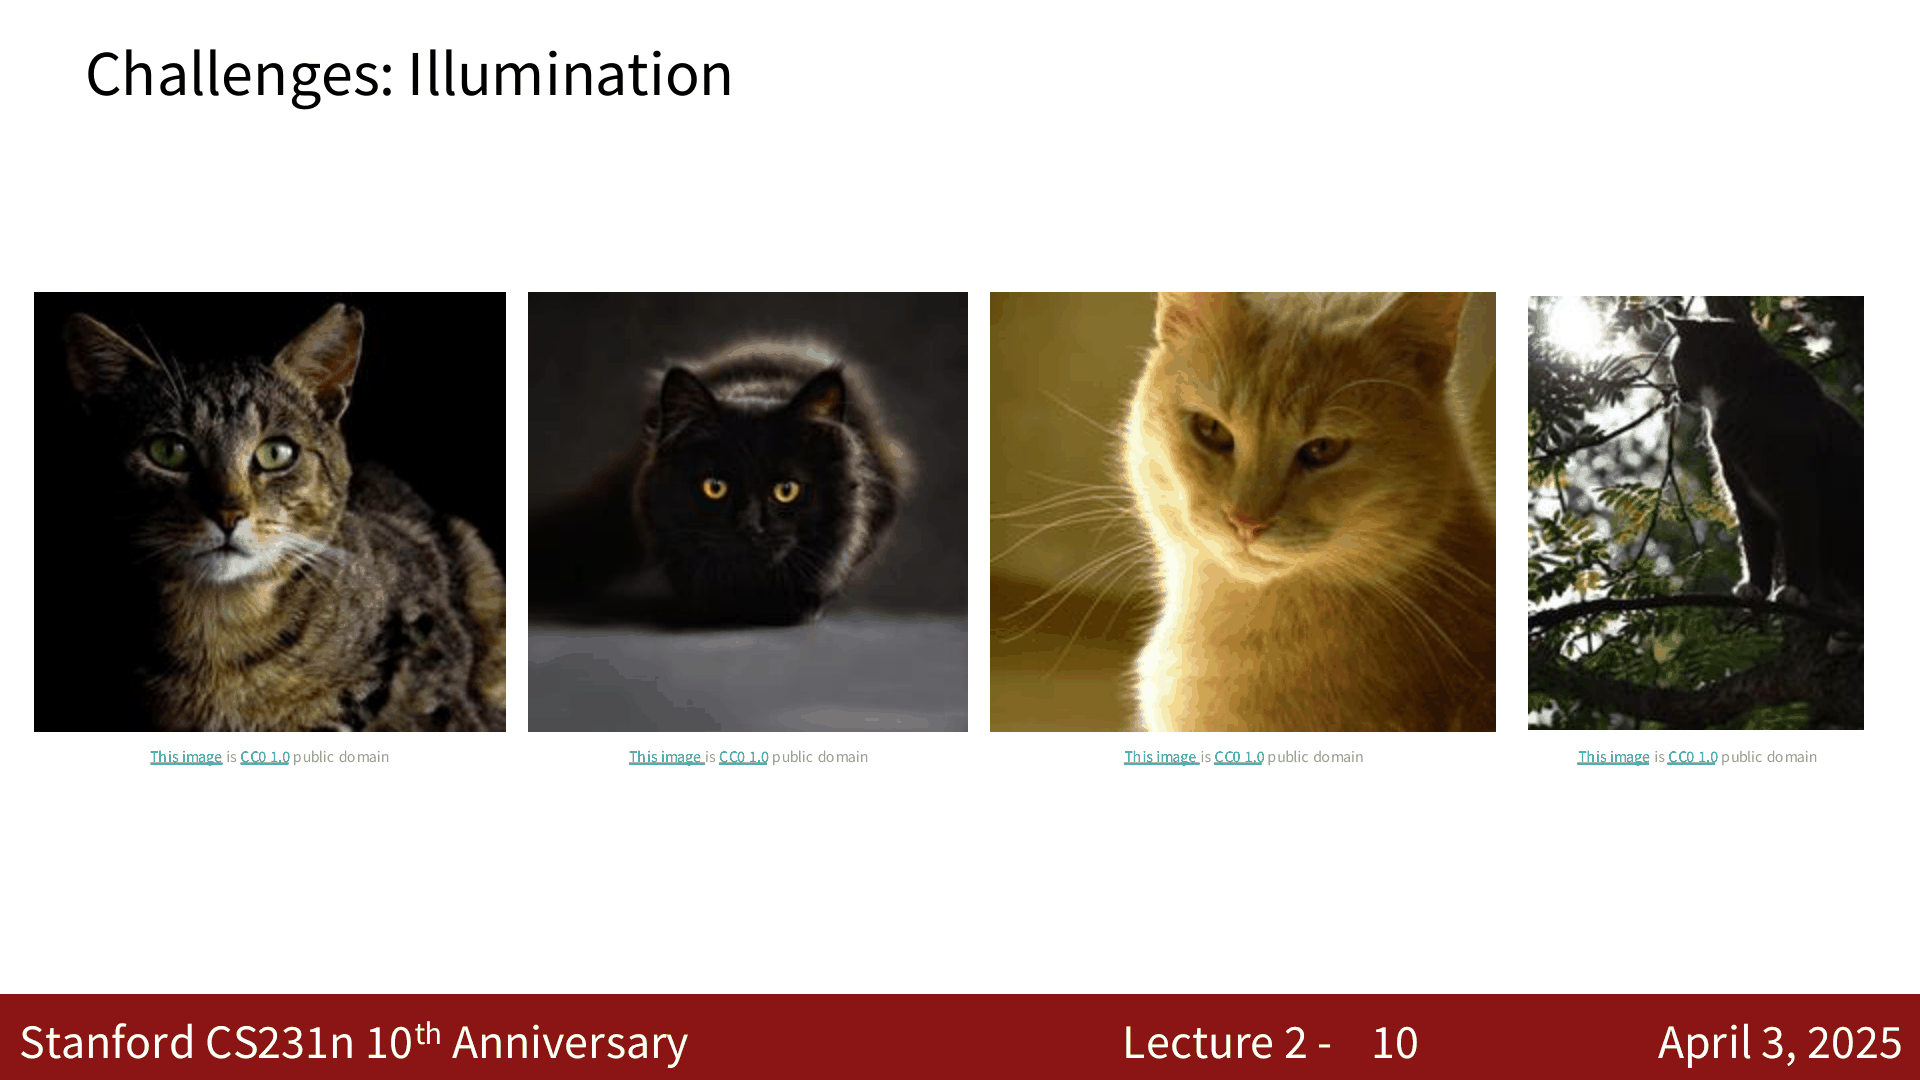 Challenges: Illumination
This image is CC0 1.0 public domain
This image is CC0 1.0 public domain
This image is CC0 1.0 public domain
This image is CC0 1.0 public domain
Stanford CS231n 10th Anniversary
Lecture 2 - 10
April 3, 2025